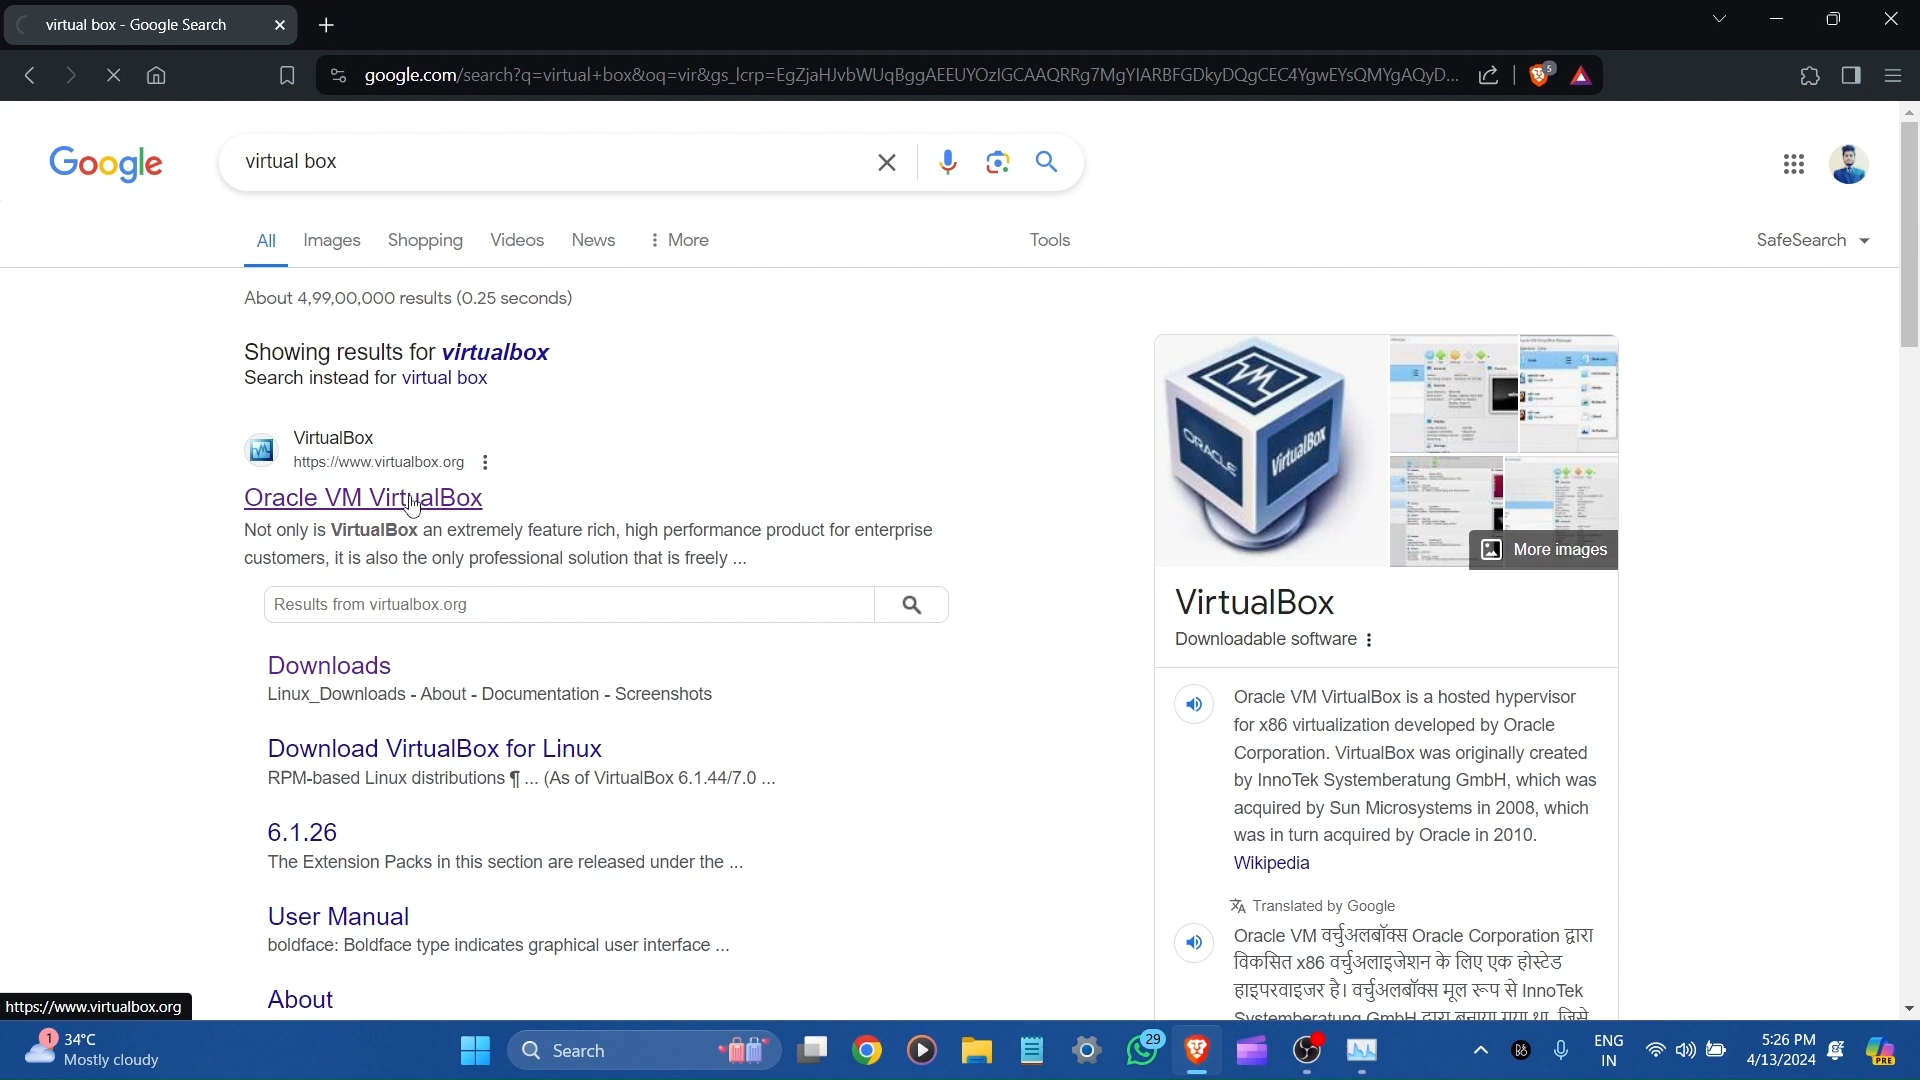 virtual box - Google Search
google.com/search?q=virtual+box&oq=vir&gs_lcrp=EgZjaHJvbWUqBggAEEUYOzIGCAAQRRg7MgYIARBFGDkyDQgCEC4YgwEYsQMYgAQyD...
5
Google
virtual box
All
Images
Shopping
Videos
News
More
Tools
SafeSearch
About 4,99,00,000 results (0.25 seconds)
Showing results for virtualbox
Search instead for virtual box
VirtualBox
https://www.virtualbox.org
Oracle VM VirtualBox
Not only is VirtualBox an extremely feature rich, high performance product for enterprise
customers, it is also the only professional solution that is freely ...
Results from virtualbox.org
Downloads
Linux_Downloads - About - Documentation - Screenshots
Download VirtualBox for Linux
RPM-based Linux distributions ¶ ... (As of VirtualBox 6.1.44/7.0 ...
6.1.26
The Extension Packs in this section are released under the ...
User Manual
boldface: Boldface type indicates graphical user interface ...
About
ORACLE
VirtualBox
More images
VirtualBox
Downloadable software
Oracle VM VirtualBox is a hosted hypervisor
for x86 virtualization developed by Oracle
Corporation. VirtualBox was originally created
by InnoTek Systemberatung GmbH, which was
acquired by Sun Microsystems in 2008, which
was in turn acquired by Oracle in 2010.
Wikipedia
Translated by Google
Oracle VM वर्चुअलबॉक्स Oracle Corporation द्वारा
विकसित x86 वर्चुअलाइजेशन के लिए एक होस्टेड
हाइपरवाइजर है। वर्चुअलबॉक्स मूल रूप से InnoTek
Systemberatung GmbH द्वारा बनाया गया था, जिसे
https://www.virtualbox.org
1
34°C
Mostly cloudy
Search
29
ENG
IN
5:26 PM
4/13/2024
PRE